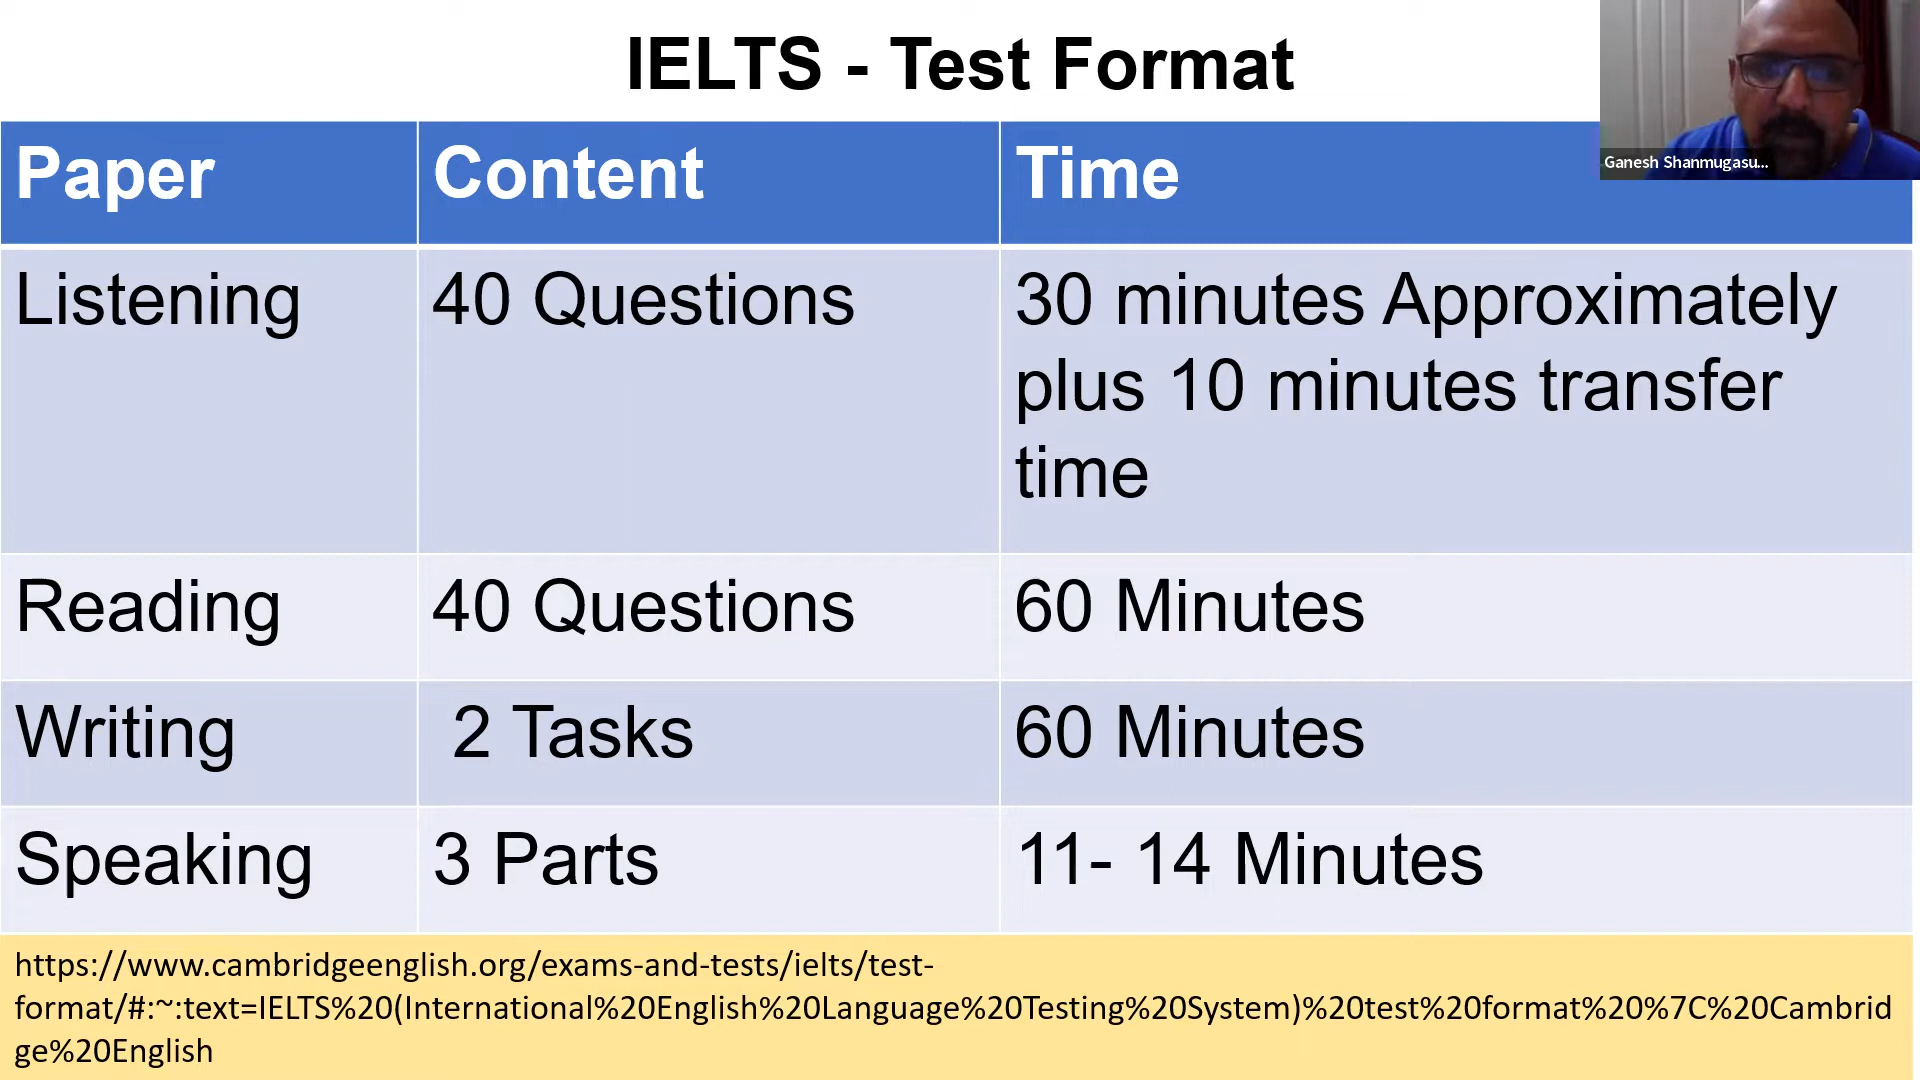 IELTS - Test Format
Ganesh Shanmugasu...
Paper Content Time
Listening 40 Questions 30 minutes Approximately
plus 10 minutes transfer
time
Reading 40 Questions 60 Minutes
Writing 2 Tasks 60 Minutes
Speaking 3 Parts 11- 14 Minutes
https://www.cambridgeenglish.org/exams-and-tests/ielts/test-
format/#:~:text=IELTS%20(International%20English%20Language%20Testing%20System)%20test%20format%20%7C%20Cambrid
ge%20English